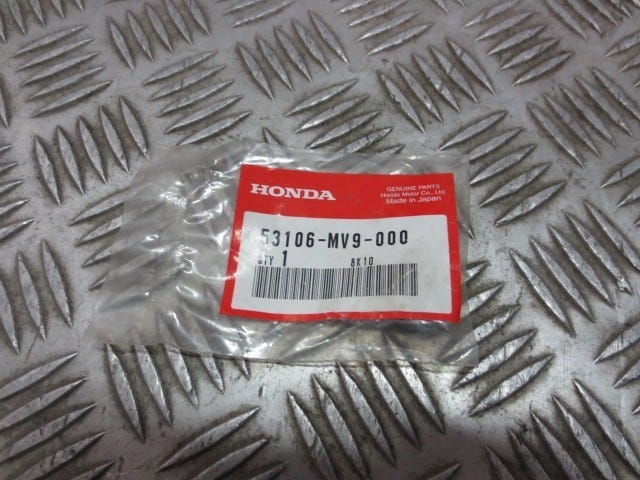 HONDA
GENUINE PARTS
Honda Motor Co., Ltd.
Made in Japan
53106-MV9-000
QTY 1 8K10